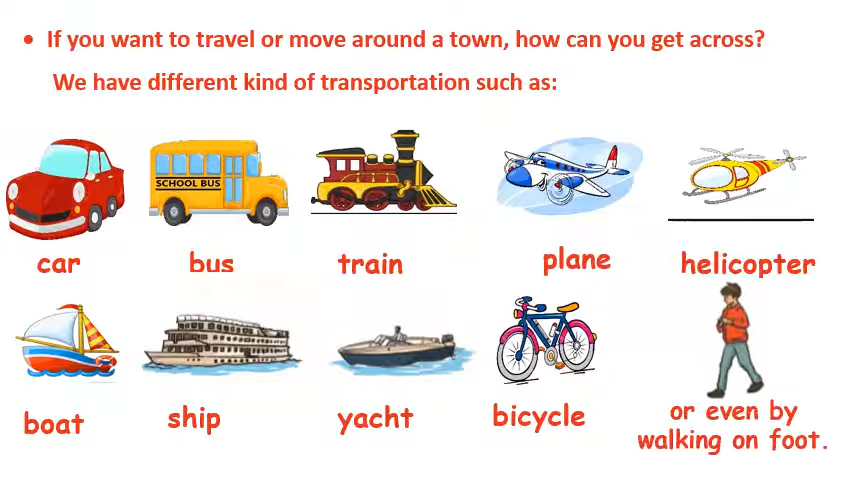 • If you want to travel or move around a town, how can you get across?
We have different kind of transportation such as:
SCHOOL BUS
car
bus
train
plane
helicopter
boat
ship
yacht
bicycle
or even by
walking on foot.